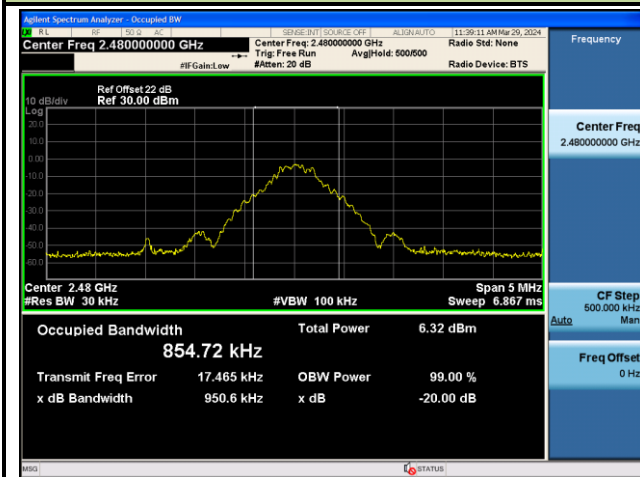 Agilent Spectrum Analyzer - Occupied BW
RL RF 50 Ω AC SENSE:INT SOURCE OFF ALIGN AUTO 11:39:11 AM Mar 29, 2024
Center Freq 2.480000000 GHz
Center Freq: 2.480000000 GHz
Radio Std: None
Trig: Free Run Avg|Hold: 500/500
#IFGain:Low #Atten: 20 dB Radio Device: BTS
Ref Offset 22 dB
10 dB/div Ref 30.00 dBm
Log
20.0
10.0
0.00
-10.0
-20.0
-30.0
-40.0
-50.0
-60.0
Center 2.48 GHz Span 5 MHz
#Res BW 30 kHz #VBW 100 kHz Sweep 6.867 ms
Occupied Bandwidth Total Power 6.32 dBm
854.72 kHz
Transmit Freq Error 17.465 kHz OBW Power 99.00 %
x dB Bandwidth 950.6 kHz x dB -20.00 dB
MSG STATUS
Frequency
Center Freq
2.480000000 GHz
CF Step
500.000 kHz
Auto Man
Freq Offset
0 Hz